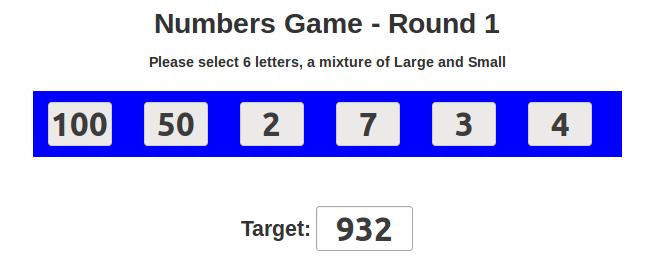 Numbers Game - Round 1
Please select 6 letters, a mixture of Large and Small
100 50 2 7 3 4
Target: 932